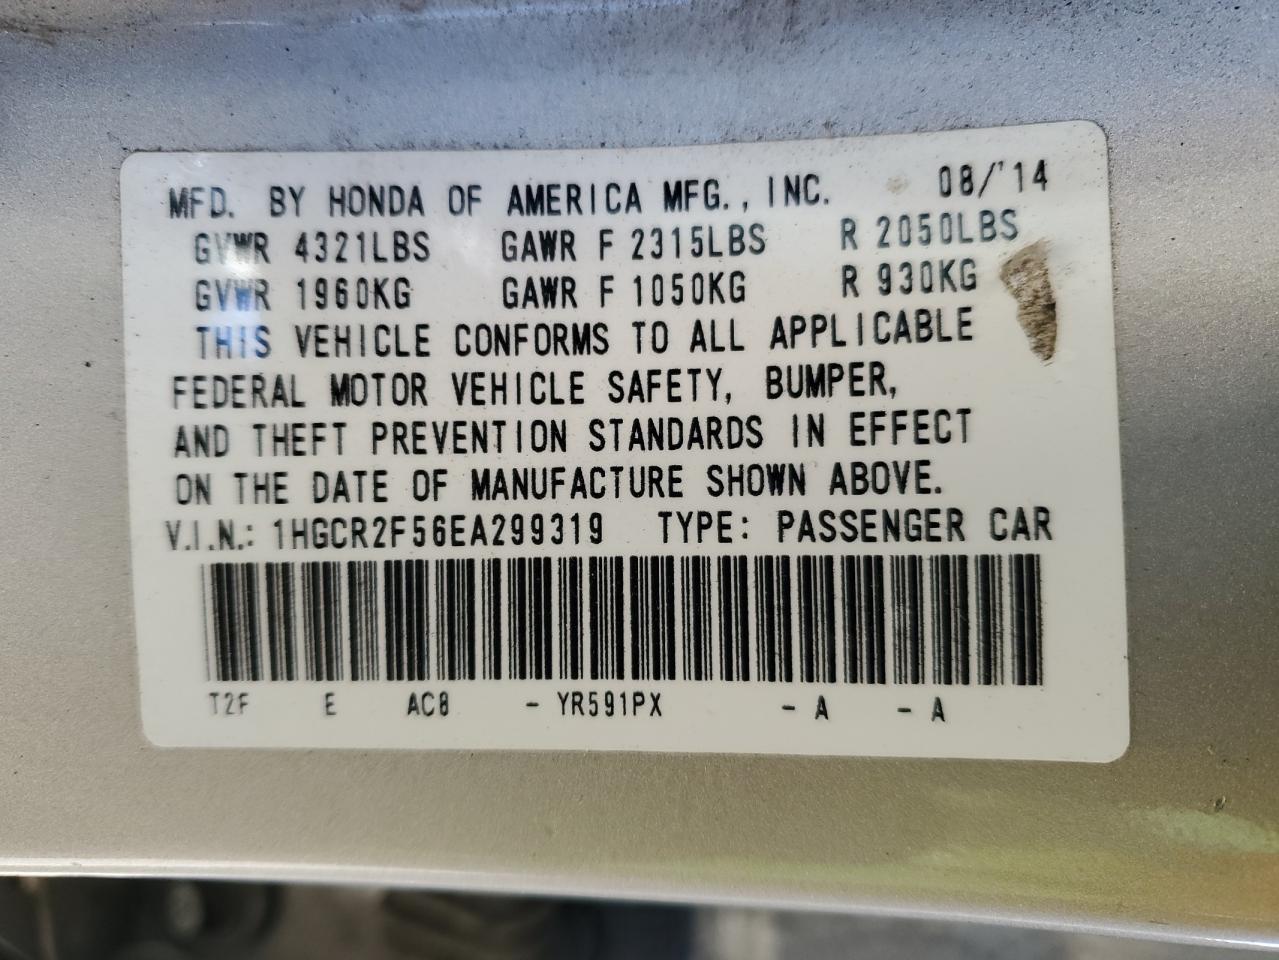 MFD. BY HONDA OF AMERICA MFG., INC. 08/'14
GVWR 4321LBS GAWR F 2315LBS R 2050LBS
GVWR 1960KG GAWR F 1050KG R 930KG
THIS VEHICLE CONFORMS TO ALL APPLICABLE
FEDERAL MOTOR VEHICLE SAFETY, BUMPER,
AND THEFT PREVENTION STANDARDS IN EFFECT
ON THE DATE OF MANUFACTURE SHOWN ABOVE.
V.I.N.: 1HGCR2F56EA299319 TYPE: PASSENGER CAR
T2F E AC8 - YR591PX - A - A